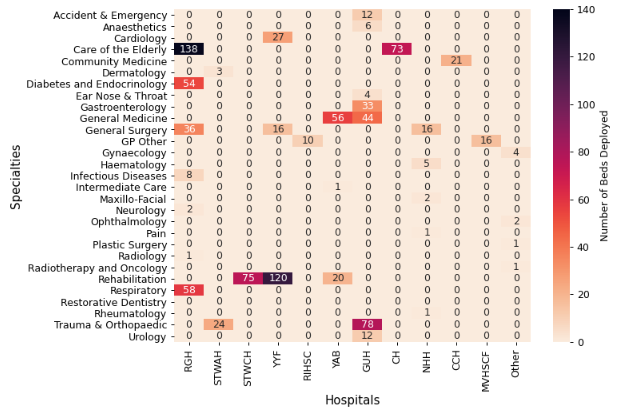 Accident & Emergency 0 0 0 0 0 0 12 0 0 0 0 0
Anaesthetics 0 0 0 0 0 0 6 0 0 0 0 0
Cardiology 0 0 0 27 0 0 0 0 0 0 0 0
Care of the Elderly 138 0 0 0 0 0 0 73 0 0 0 0
Community Medicine 0 0 0 0 0 0 0 0 0 21 0 0
Dermatology 0 3 0 0 0 0 0 0 0 0 0 0
Diabetes and Endocrinology 54 0 0 0 0 0 0 0 0 0 0 0
Ear Nose & Throat 0 0 0 0 0 0 4 0 0 0 0 0
Gastroenterology 0 0 0 0 0 0 33 0 0 0 0 0
General Medicine 0 0 0 0 0 56 44 0 0 0 0 0
General Surgery 36 0 0 16 0 0 0 0 16 0 0 0
GP Other 0 0 0 0 10 0 0 0 0 0 16 0
Gynaecology 0 0 0 0 0 0 0 0 0 0 0 4
Haematology 0 0 0 0 0 0 0 0 5 0 0 0
Infectious Diseases 8 0 0 0 0 0 0 0 0 0 0 0
Intermediate Care 0 0 0 0 0 1 0 0 0 0 0 0
Maxillo-Facial 0 0 0 0 0 0 0 0 2 0 0 0
Neurology 2 0 0 0 0 0 0 0 0 0 0 0
Ophthalmology 0 0 0 0 0 0 0 0 0 0 0 2
Pain 0 0 0 0 0 0 0 0 1 0 0 0
Plastic Surgery 0 0 0 0 0 0 0 0 0 0 0 1
Radiology 1 0 0 0 0 0 0 0 0 0 0 0
Radiotherapy and Oncology 0 0 0 0 0 0 0 0 0 0 0 1
Rehabilitation 0 0 75 120 0 20 0 0 0 0 0 0
Respiratory 58 0 0 0 0 0 0 0 0 0 0 0
Restorative Dentistry 0 0 0 0 0 0 0 0 0 0 0 0
Rheumatology 0 0 0 0 0 0 0 0 1 0 0 0
Trauma & Orthopaedic 0 24 0 0 0 0 78 0 0 0 0 0
Urology 0 0 0 0 0 0 12 0 0 0 0 0
RGH STWAH STWCH YYF RIHSC YAB GUH CH NHH CCH MVHSCF Other
Hospitals
Specialties
140
120
100
80
60
40
20
0
Number of Beds Deployed